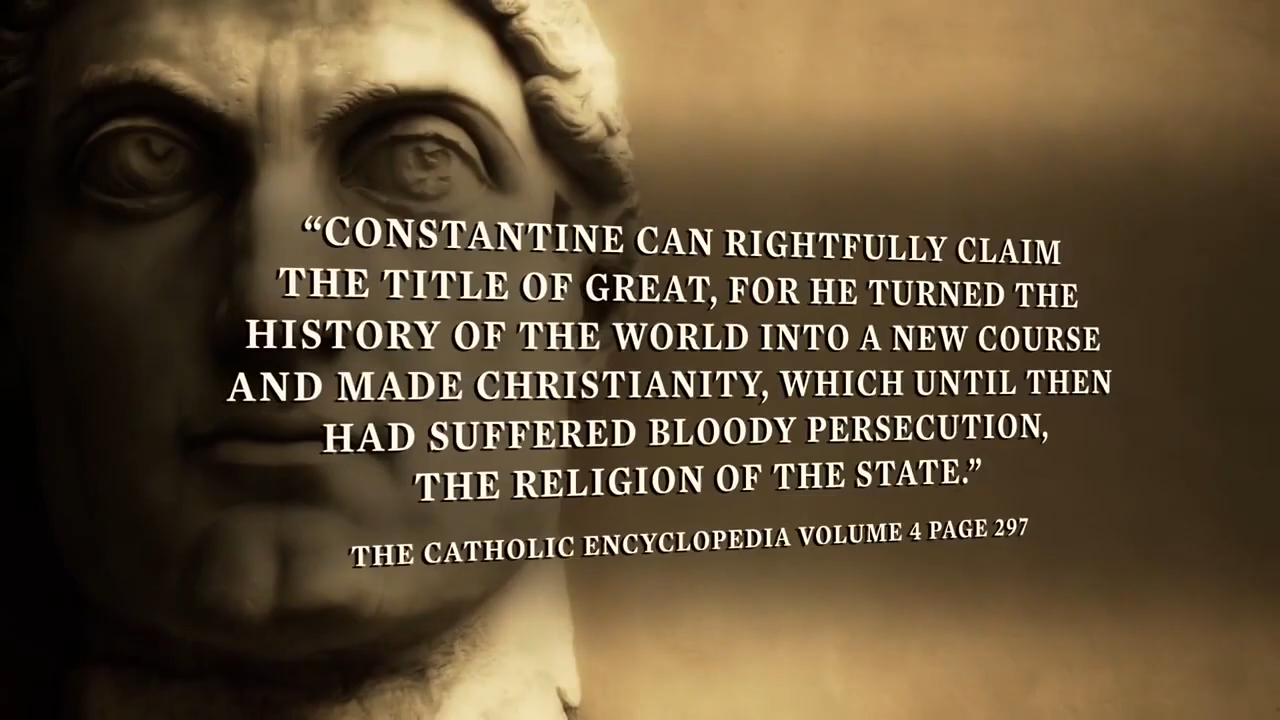 “CONSTANTINE CAN RIGHTFULLY CLAIM
THE TITLE OF GREAT, FOR HE TURNED THE
HISTORY OF THE WORLD INTO A NEW COURSE
AND MADE CHRISTIANITY, WHICH UNTIL THEN
HAD SUFFERED BLOODY PERSECUTION,
THE RELIGION OF THE STATE.”
THE CATHOLIC ENCYCLOPEDIA VOLUME 4 PAGE 297